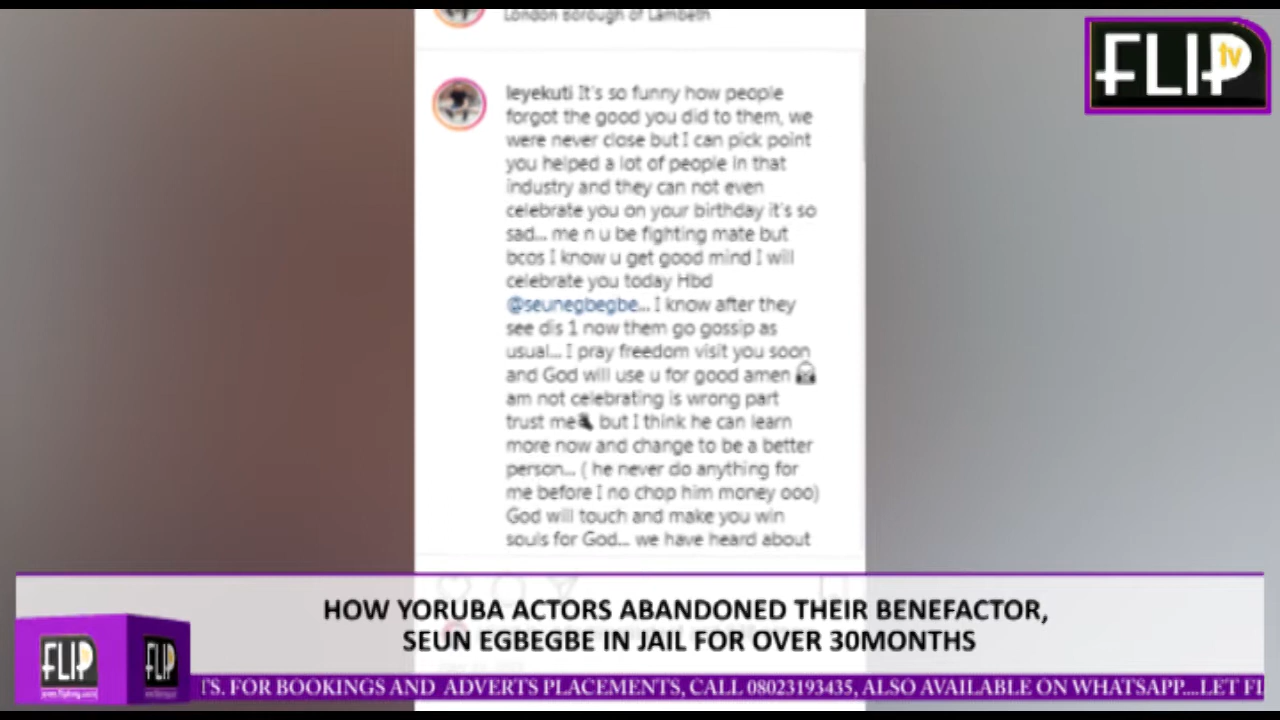 London Borough of Lambeth
FLIP tv
leyekuti It's so funny how people
forgot the good you did to them, we
were never close but I can pick point
you helped a lot of people in that
industry and they can not even
celebrate you on your birthday it's so
sad... me n u be fighting mate but
bcos I know u get good mind I will
celebrate you today Hbd
@seunegbegbe... I know after they
see dis 1 now them go gossip as
usual... I pray freedom visit you soon
and God will use u for good amen
am not celebrating is wrong part
trust me but I think he can learn
more now and change to be a better
person... ( he never do anything for
me before I no chop him money ooo)
God will touch and make you win
souls for God... we have heard about
HOW YORUBA ACTORS ABANDONED THEIR BENEFACTOR,
SEUN EGBEGBE IN JAIL FOR OVER 30MONTHS
FLIP tv
FLIP
TS. FOR BOOKINGS AND ADVERTS PLACEMENTS, CALL 08023193435, ALSO AVAILABLE ON WHATSAPP....LET FL